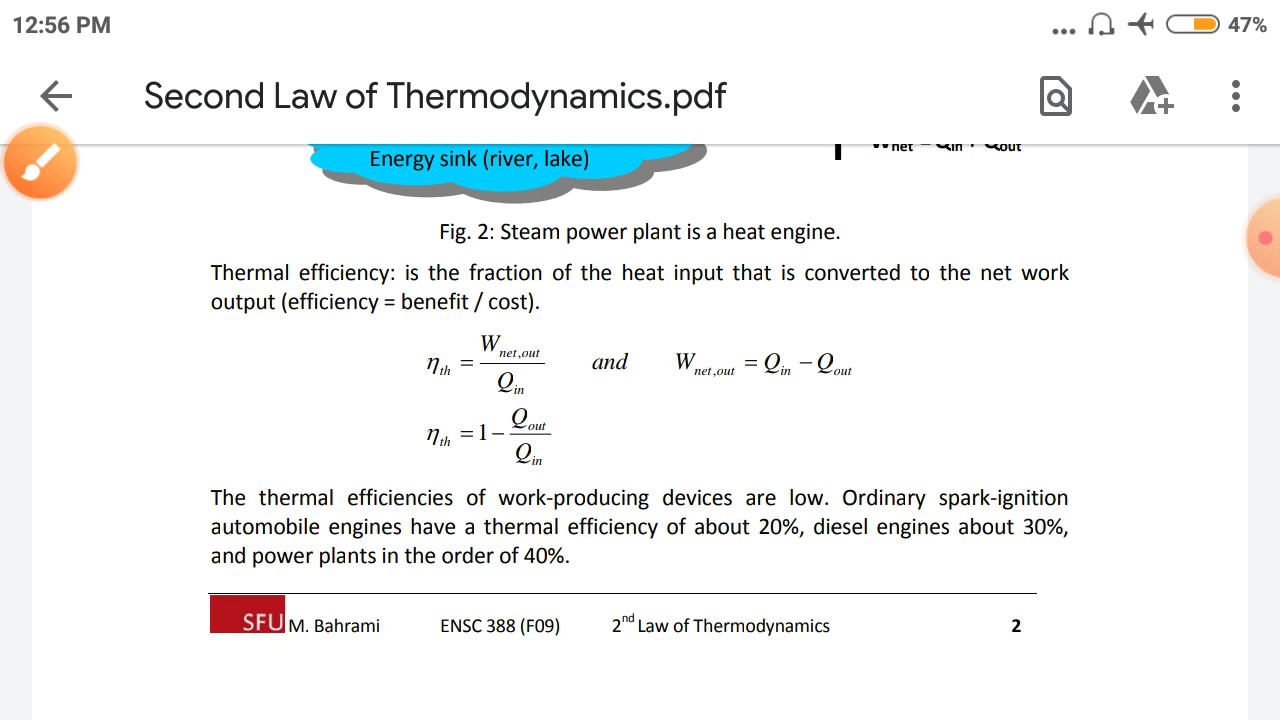 12:56 PM
47%
Second Law of Thermodynamics.pdf
Energy sink (river, lake)
Fig. 2: Steam power plant is a heat engine.
Thermal efficiency: is the fraction of the heat input that is converted to the net work
output (efficiency = benefit / cost).
η_th = W_net,out / Q_in and W_net,out = Q_in − Q_out
η_th = 1 − Q_out / Q_in
The thermal efficiencies of work-producing devices are low. Ordinary spark-ignition
automobile engines have a thermal efficiency of about 20%, diesel engines about 30%,
and power plants in the order of 40%.
SFU M. Bahrami ENSC 388 (F09) 2nd Law of Thermodynamics 2